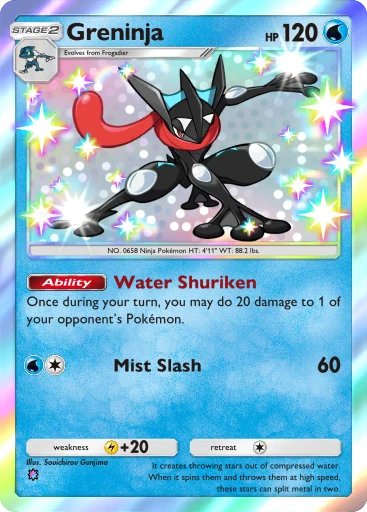 STAGE 2 Greninja HP 120
Evolves from Frogadier
NO. 0658 Ninja Pokémon HT: 4'11" WT: 88.2 lbs.
Ability Water Shuriken
Once during your turn, you may do 20 damage to 1 of
your opponent's Pokémon.
Mist Slash 60
weakness +20 retreat
Illus. Souichirou Gunjima
It creates throwing stars out of compressed water.
When it spins them and throws them at high speed,
these stars can split metal in two.